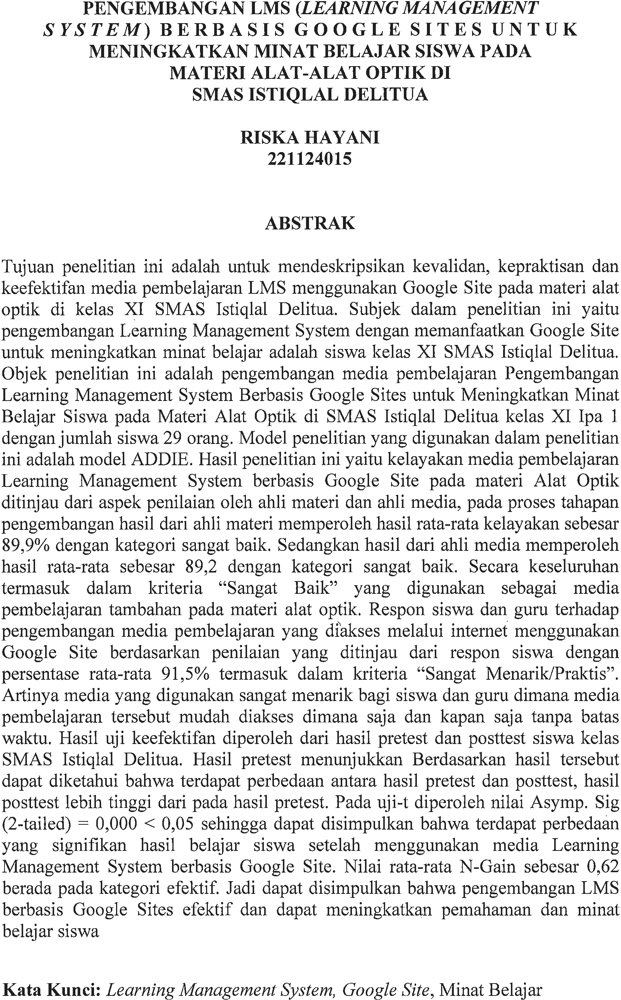 PENGEMBANGAN LMS (LEARNING MANAGEMENT
SYSTEM) BERBASIS GOOGLE SITES UNTUK
MENINGKATKAN MINAT BELAJAR SISWA PADA
MATERI ALAT-ALAT OPTIK DI
SMAS ISTIQLAL DELITUA
RISKA HAYANI
221124015
ABSTRAK
Tujuan penelitian ini adalah untuk mendeskripsikan kevalidan, kepraktisan dan
keefektifan media pembelajaran LMS menggunakan Google Site pada materi alat
optik di kelas XI SMAS Istiqlal Delitua. Subjek dalam penelitian ini yaitu
pengembangan Learning Management System dengan memanfaatkan Google Site
untuk meningkatkan minat belajar adalah siswa kelas XI SMAS Istiqlal Delitua.
Objek penelitian ini adalah pengembangan media pembelajaran Pengembangan
Learning Management System Berbasis Google Sites untuk Meningkatkan Minat
Belajar Siswa pada Materi Alat Optik di SMAS Istiqlal Delitua kelas XI Ipa 1
dengan jumlah siswa 29 orang. Model penelitian yang digunakan dalam penelitian
ini adalah model ADDIE. Hasil penelitian ini yaitu kelayakan media pembelajaran
Learning Management System berbasis Google Site pada materi Alat Optik
ditinjau dari aspek penilaian oleh ahli materi dan ahli media, pada proses tahapan
pengembangan hasil dari ahli materi memperoleh hasil rata-rata kelayakan sebesar
89,9% dengan kategori sangat baik. Sedangkan hasil dari ahli media memperoleh
hasil rata-rata sebesar 89,2 dengan kategori sangat baik. Secara keseluruhan
termasuk dalam kriteria “Sangat Baik” yang digunakan sebagai media
pembelajaran tambahan pada materi alat optik. Respon siswa dan guru terhadap
pengembangan media pembelajaran yang diakses melalui internet menggunakan
Google Site berdasarkan penilaian yang ditinjau dari respon siswa dengan
persentase rata-rata 91,5% termasuk dalam kriteria “Sangat Menarik/Praktis”.
Artinya media yang digunakan sangat menarik bagi siswa dan guru dimana media
pembelajaran tersebut mudah diakses dimana saja dan kapan saja tanpa batas
waktu. Hasil uji keefektifan diperoleh dari hasil pretest dan posttest siswa kelas
SMAS Istiqlal Delitua. Hasil pretest menunjukkan Berdasarkan hasil tersebut
dapat diketahui bahwa terdapat perbedaan antara hasil pretest dan posttest, hasil
posttest lebih tinggi dari pada hasil pretest. Pada uji-t diperoleh nilai Asymp. Sig
(2-tailed) = 0,000 < 0,05 sehingga dapat disimpulkan bahwa terdapat perbedaan
yang signifikan hasil belajar siswa setelah menggunakan media Learning
Management System berbasis Google Site. Nilai rata-rata N-Gain sebesar 0,62
berada pada kategori efektif. Jadi dapat disimpulkan bahwa pengembangan LMS
berbasis Google Sites efektif dan dapat meningkatkan pemahaman dan minat
belajar siswa
Kata Kunci: Learning Management System, Google Site, Minat Belajar